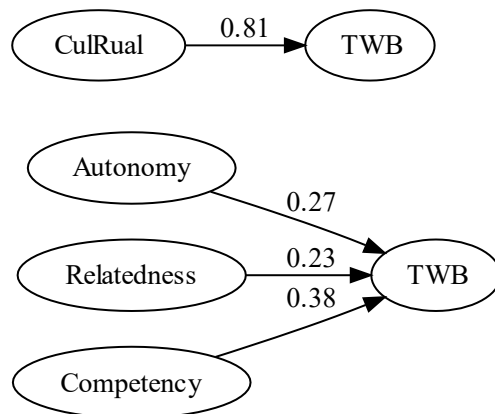 CulRual
0.81
TWB
Autonomy
0.27
Relatedness
0.23
TWB
0.38
Competency